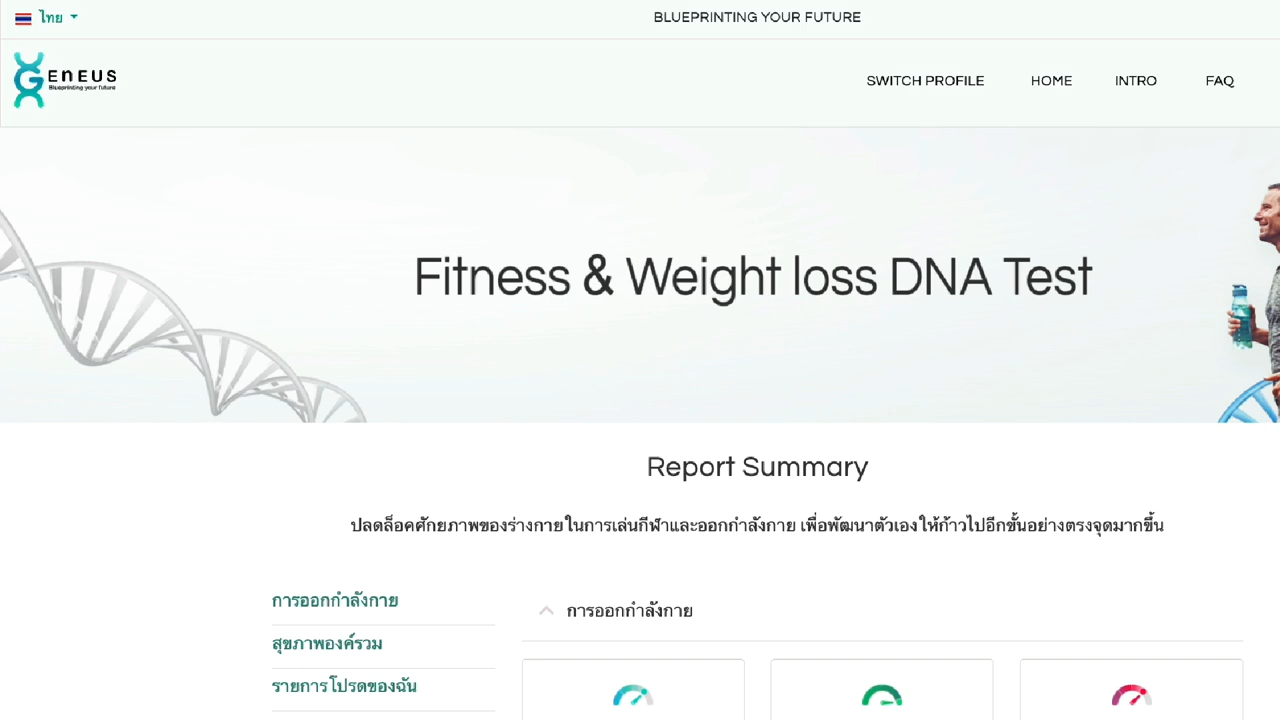 ไทย
BLUEPRINTING YOUR FUTURE
GENEUS
Blueprinting your future
SWITCH PROFILE
HOME
INTRO
FAQ
Fitness & Weight loss DNA Test
Report Summary
ปลดล็อคศักยภาพของร่างกายในการเล่นกีฬาและออกกำลังกาย เพื่อพัฒนาตัวเองให้ก้าวไปอีกขั้นอย่างตรงจุดมากขึ้น
การออกกำลังกาย
สุขภาพองค์รวม
รายการโปรดของฉัน
การออกกำลังกาย